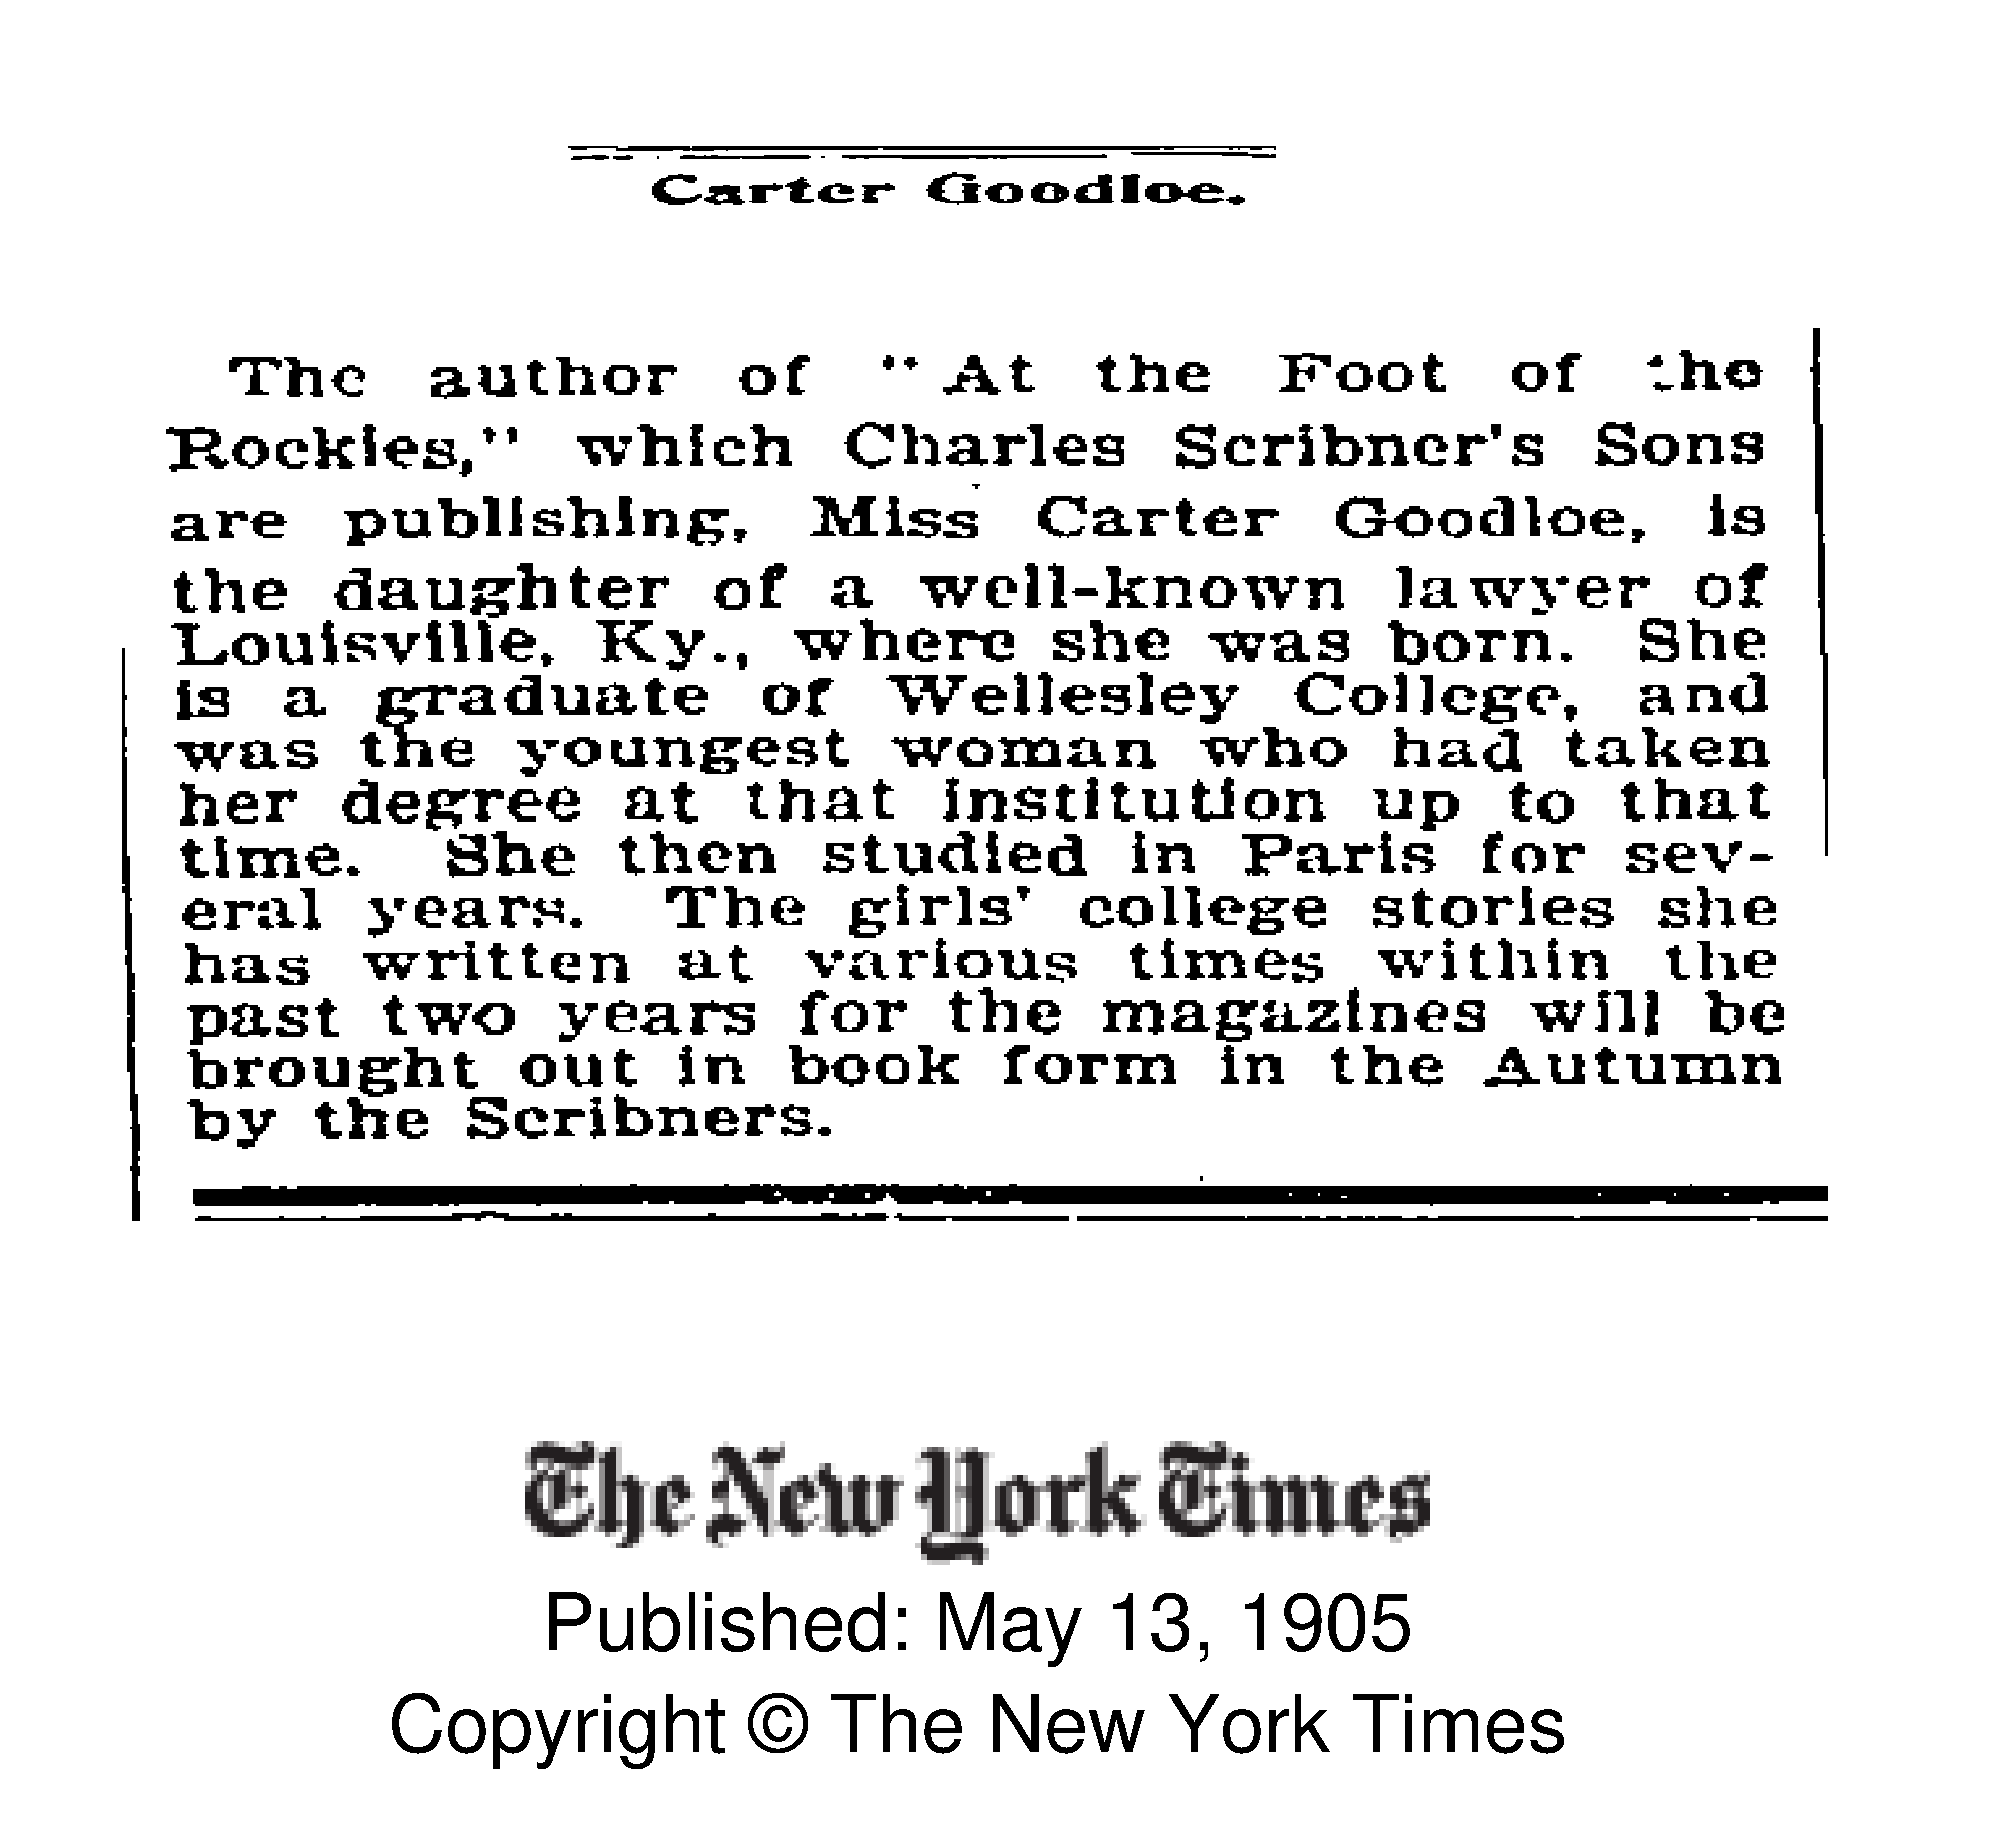 Carter Goodloe.
The author of "At the Foot of the
Rockies," which Charles Scribner's Sons
are publishing, Miss Carter Goodloe, is
the daughter of a well-known lawyer of
Louisville, Ky., where she was born. She
is a graduate of Wellesley College, and
was the youngest woman who had taken
her degree at that institution up to that
time. She then studied in Paris for sev-
eral years. The girls' college stories she
has written at various times within the
past two years for the magazines will be
brought out in book form in the Autumn
by the Scribners.
The New York Times
Published: May 13, 1905
Copyright © The New York Times